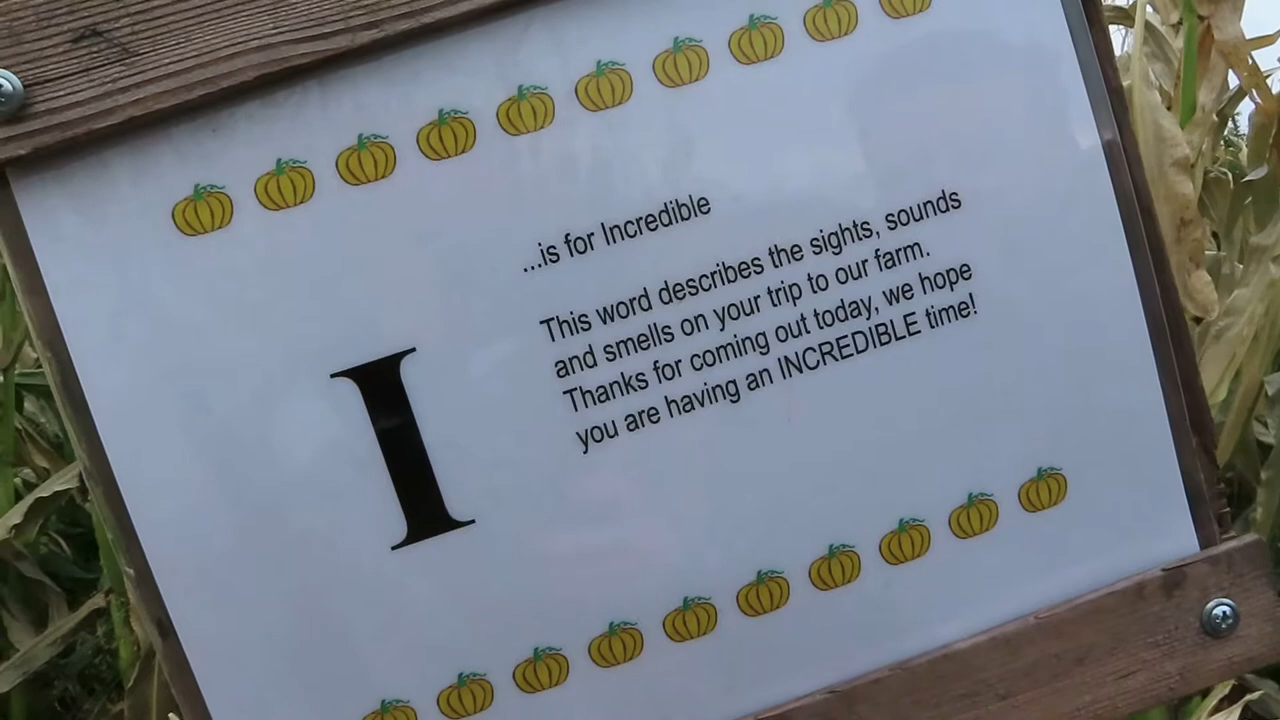 I
...is for Incredible
This word describes the sights, sounds
and smells on your trip to our farm.
Thanks for coming out today, we hope
you are having an INCREDIBLE time!